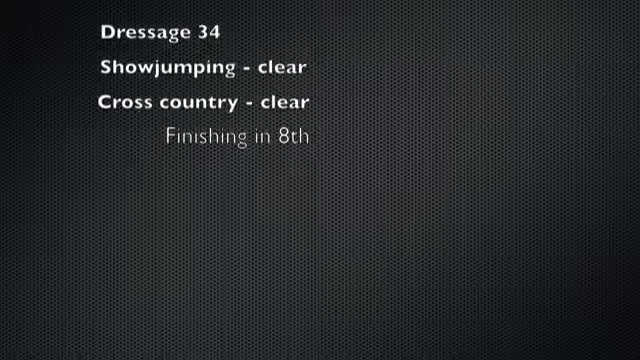 Dressage 34
Showjumping - clear
Cross country - clear
Finishing in 8th